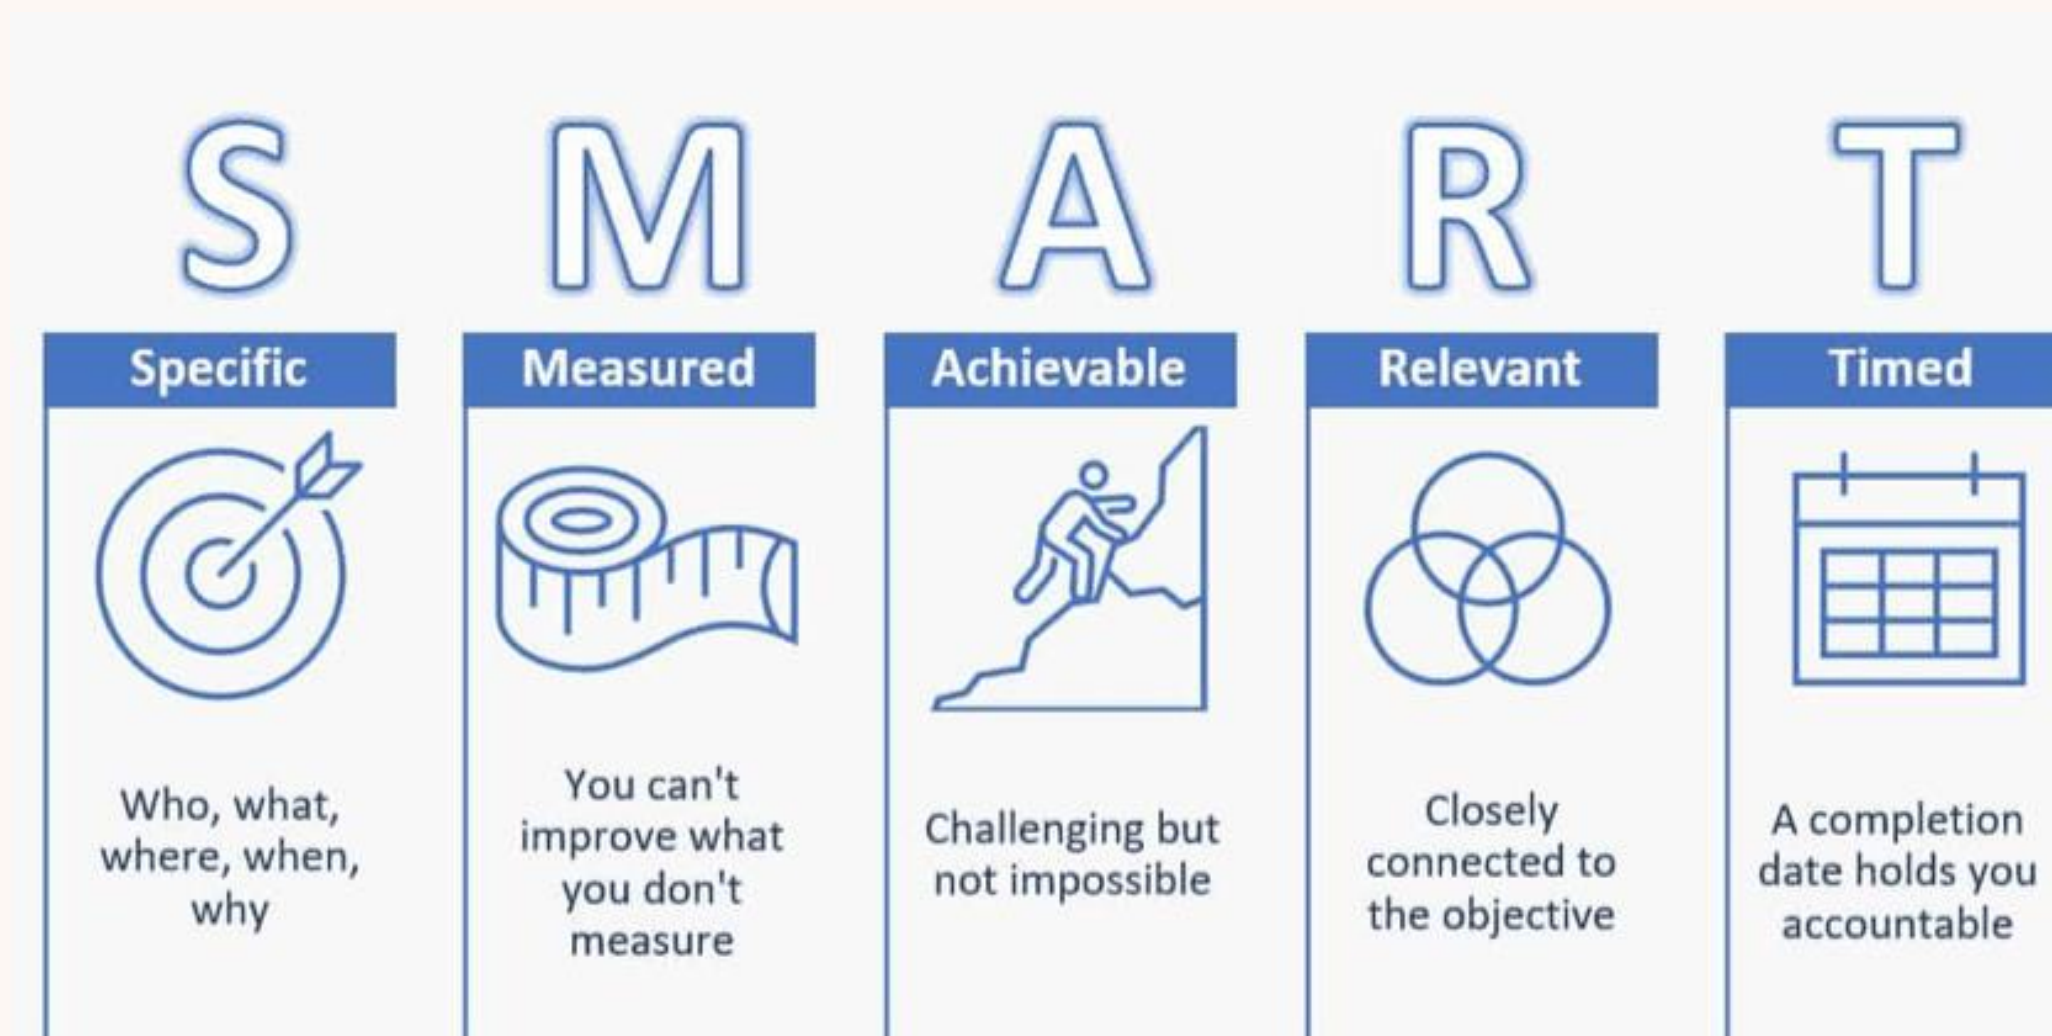 S
M
A
R
T
Specific
Measured
Achievable
Relevant
Timed
Who, what,
where, when,
why
You can't
improve what
you don't
measure
Challenging but
not impossible
Closely
connected to
the objective
A completion
date holds you
accountable